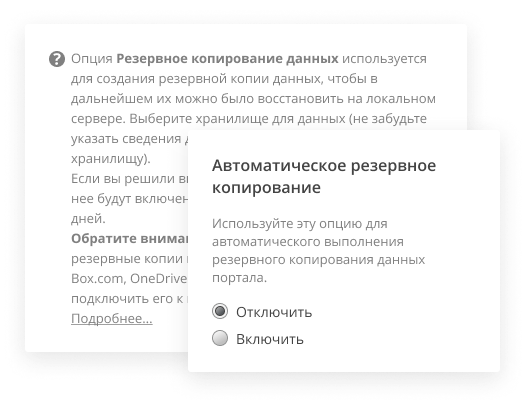 Опция Резервное копирование данных используется
для создания резервной копии данных, чтобы в
дальнейшем их можно было восстановить на локальном
сервере. Выберите хранилище для данных (не забудьте
указать сведения
хранилищу).
Если вы решили
нее будут включен
дней.
Обратите вниман
резервные копии
Box.com, OneDrive
подключить его к
Подробнее...
Автоматическое резервное
копирование
Используйте эту опцию для
автоматического выполнения
резервного копирования данных
портала.
Отключить
Включить